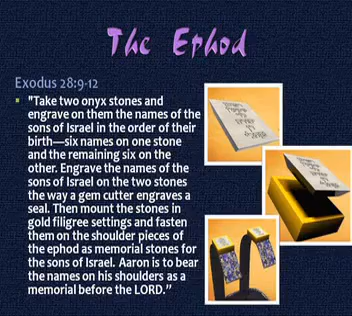 The Ephod
Exodus 28:9-12
"Take two onyx stones and
engrave on them the names of the
sons of Israel in the order of their
birth—six names on one stone
and the remaining six on the
other. Engrave the names of the
sons of Israel on the two stones
the way a gem cutter engraves a
seal. Then mount the stones in
gold filigree settings and fasten
them on the shoulder pieces of
the ephod as memorial stones for
the sons of Israel. Aaron is to bear
the names on his shoulders as a
memorial before the LORD.”